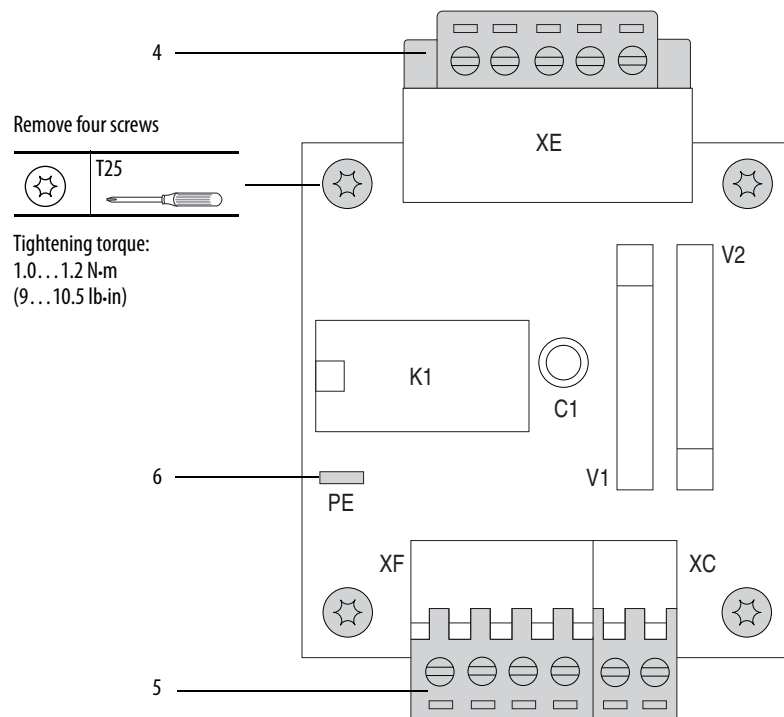 4
XE
Remove four screws
T25
Tightening torque:
1.0...1.2 N•m
(9...10.5 lb•in)
V2
K1
C1
6
PE
V1
XF
XC
5